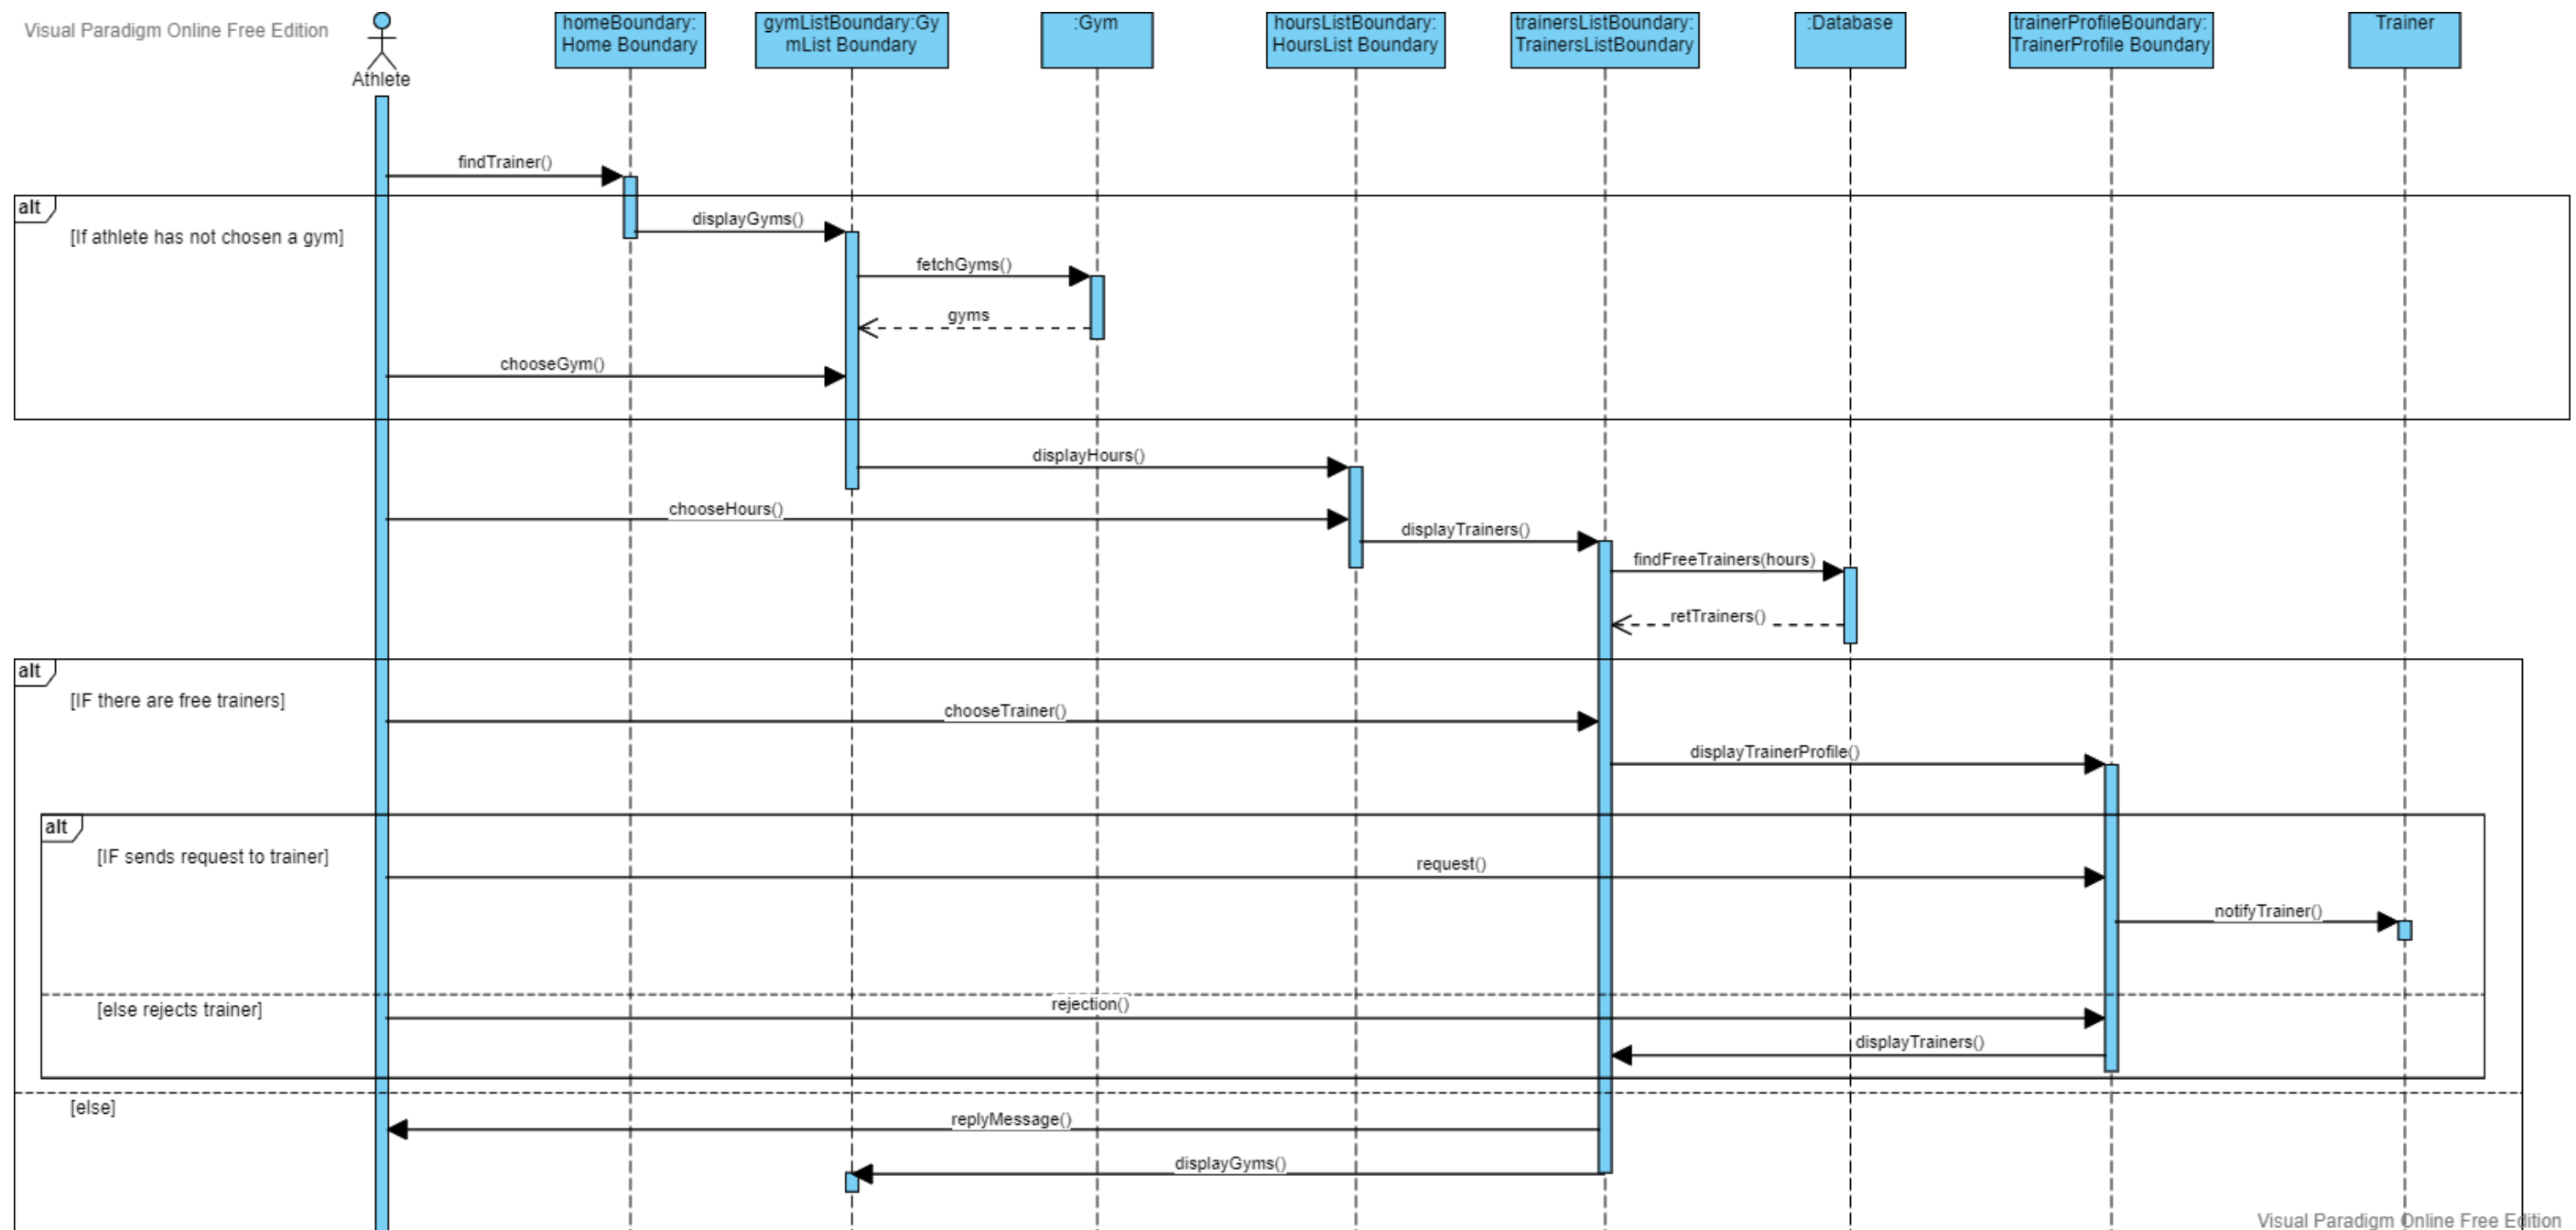 Visual Paradigm Online Free Edition
Athlete
homeBoundary:
Home Boundary
gymListBoundary:Gy
mList Boundary
:Gym
hoursListBoundary:
HoursList Boundary
trainersListBoundary:
TrainersListBoundary
:Database
trainerProfileBoundary:
TrainerProfile Boundary
Trainer
findTrainer()
alt
[If athlete has not chosen a gym]
displayGyms()
fetchGyms()
gyms
chooseGym()
displayHours()
chooseHours()
displayTrainers()
findFreeTrainers(hours)
retTrainers()
alt
[IF there are free trainers]
chooseTrainer()
displayTrainerProfile()
alt
[IF sends request to trainer]
request()
notifyTrainer()
[else rejects trainer]
rejection()
displayTrainers()
[else]
replyMessage()
displayGyms()
Visual Paradigm Online Free Edition